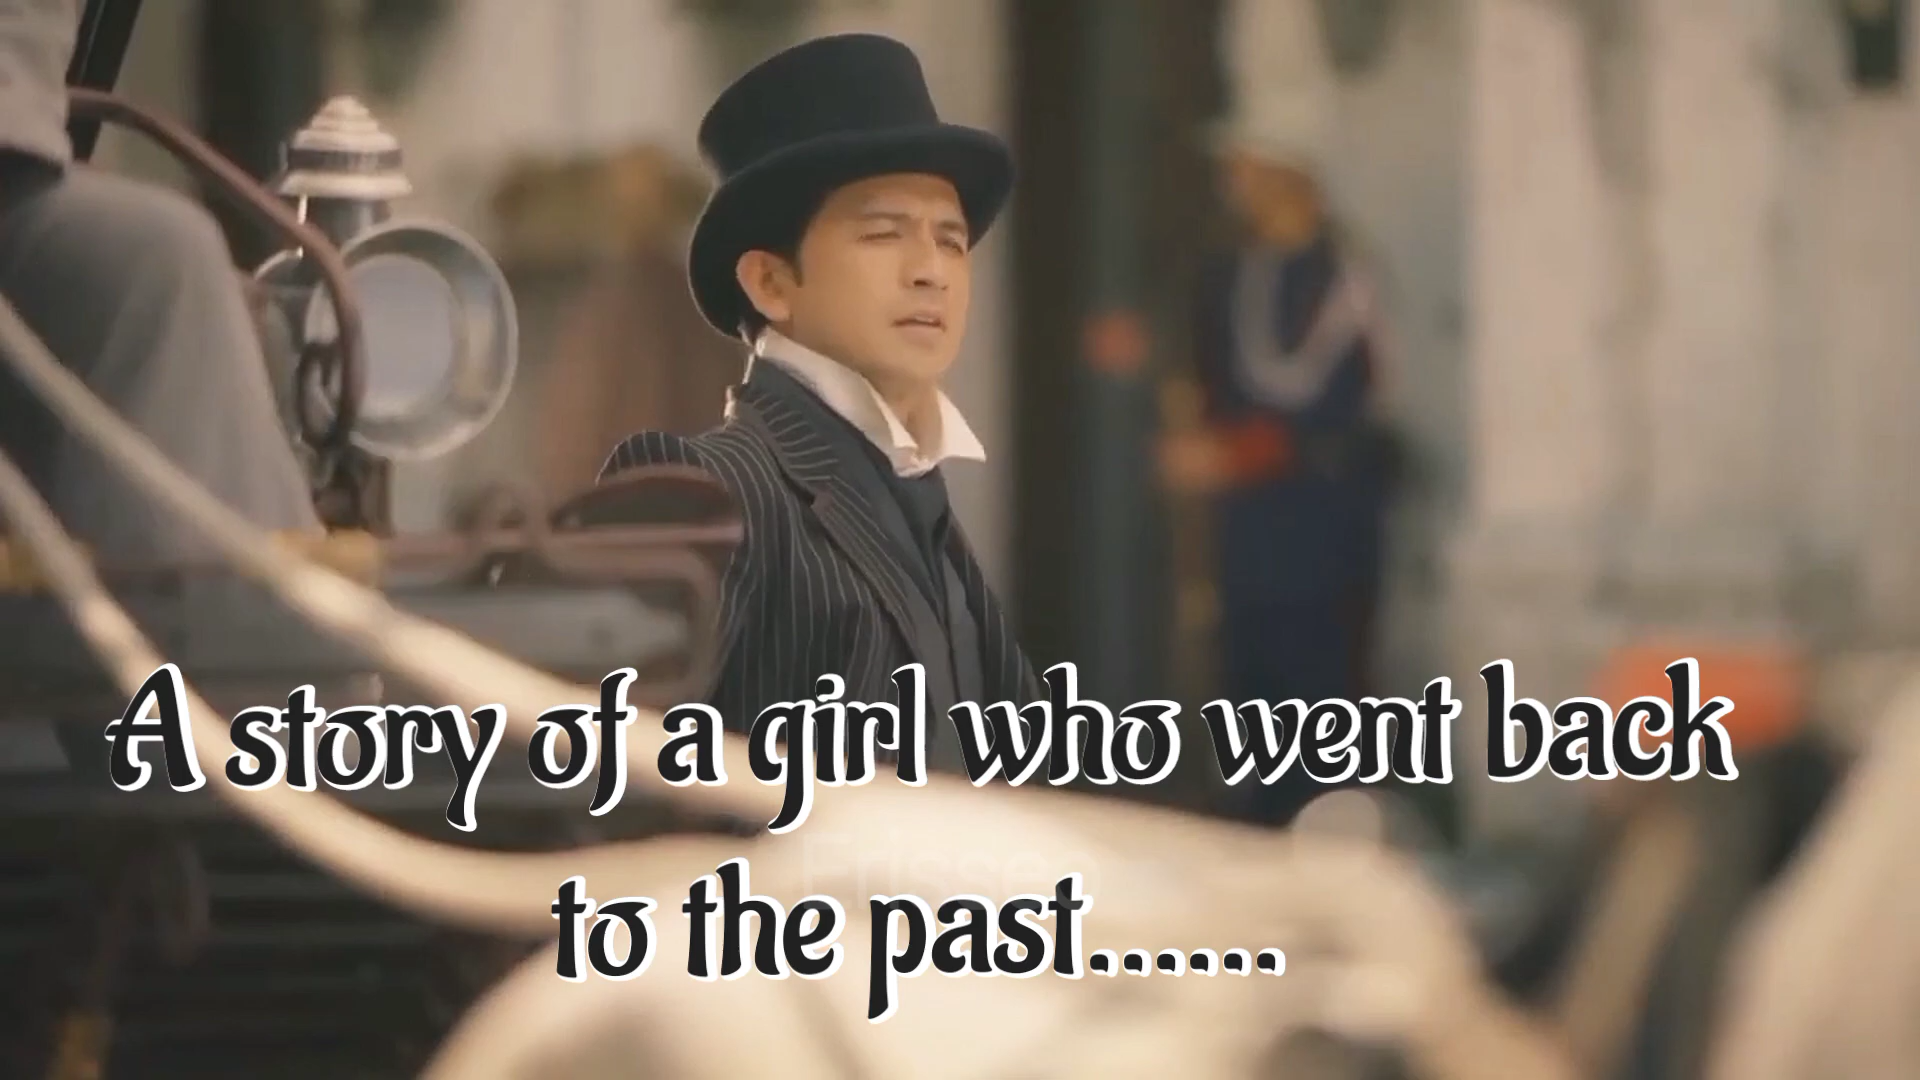 A story of a girl who went back
to the past......